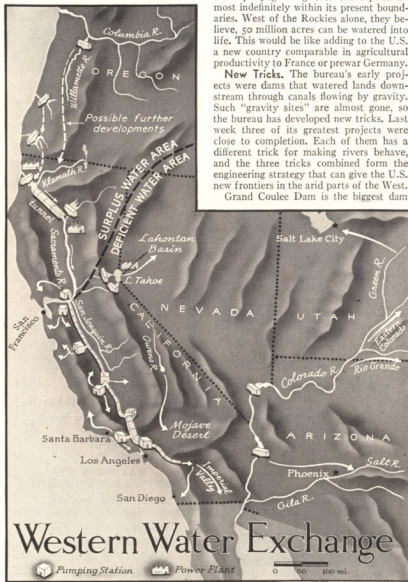 most indefinitely within its present bound-
aries. West of the Rockies alone, they be-
lieve, 50 million acres can be watered into
life. This would be like adding to the U.S.
a new country comparable in agricultural
productivity to France or prewar Germany.
New Tricks. The bureau's early proj-
ects were dams that watered lands down-
stream through canals flowing by gravity.
Such "gravity sites" are almost gone, so
the bureau has developed new tricks. Last
week three of its greatest projects were
close to completion. Each of them has a
different trick for making rivers behave,
and the three tricks combined form the
engineering strategy that can give the U.S.
new frontiers in the arid parts of the West.
Grand Coulee Dam is the biggest dam
Columbia R.
Willamette R.
OREGON
Possible further
developments
Klamath R.
tunnel
SURPLUS WATER AREA
DEFICENT WATER AREA
Sacramento R.
Lahontan
Basin
L. Tahoe
Salt Lake City
Green R.
San
Francisco
San Joaquin R.
NEVADA
UTAH
Eastern
Colorado
CALIFORNIA
Owens R.
Colorado R.
Rio Grande
Mojave
Desert
Santa Barbara
Los Angeles
ARIZONA
Imperial
Valley
Phoenix
Salt R.
San Diego
Gila R.
Western Water Exchange
Pumping Station
Power Plant
0 50 100 mi.